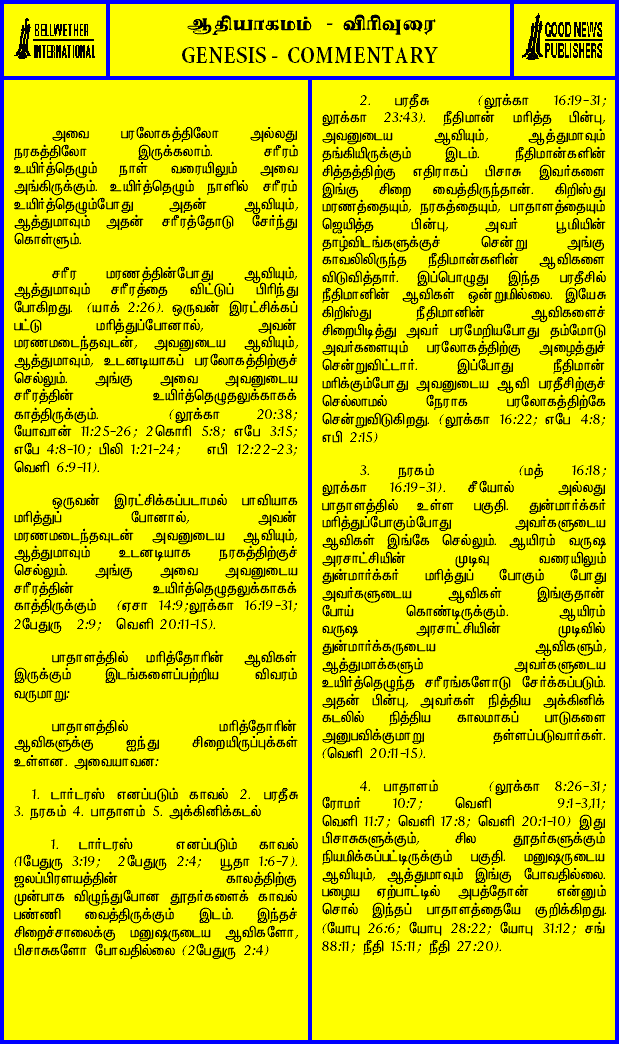 BELLWETHER
INTERNATIONAL
ஆதியாகமம் - விரிவுரை
GENESIS - COMMENTARY
GOOD NEWS
PUBLISHERS
அவை பரலோகத்திலோ அல்லது
நரகத்திலோ இருக்கலாம். சரீரம்
உயிர்த்தெழும் நாள் வரையிலும் அவை
அங்கிருக்கும். உயிர்த்தெழும் நாளில் சரீரம்
உயிர்த்தெழும்போது அதன் ஆவியும்,
ஆத்துமாவும் அதன் சரீரத்தோடு சேர்ந்து
கொள்ளும்.
சரீர மரணத்தின்போது ஆவியும்,
ஆத்துமாவும் சரீரத்தை விட்டுப் பிரிந்து
போகிறது. (யாக் 2:26). ஒருவன் இரட்சிக்கப்
பட்டு மரித்துப்போனால், அவன்
மரணமடைந்தவுடன், அவனுடைய ஆவியும்,
ஆத்துமாவும், உடனடியாகப் பரலோகத்திற்குச்
செல்லும். அங்கு அவை அவனுடைய
சரீரத்தின் உயிர்த்தெழுதலுக்காகக்
காத்திருக்கும். (லூக்கா 20:38;
யோவான் 11:25-26; 2கொரி 5:8; எபே 3:15;
எபே 4:8-10; பிலி 1:21-24; எபி 12:22-23;
வெளி 6:9-11).
ஒருவன் இரட்சிக்கப்படாமல் பாவியாக
மரித்துப் போனால், அவன்
மரணமடைந்தவுடன் அவனுடைய ஆவியும்,
ஆத்துமாவும் உடனடியாக நரகத்திற்குச்
செல்லும். அங்கு அவை அவனுடைய
சரீரத்தின் உயிர்த்தெழுதலுக்காகக்
காத்திருக்கும் (ஏசா 14:9;லூக்கா 16:19-31;
2பேதுரு 2:9; வெளி 20:11-15).
பாதாளத்தில் மரித்தோரின் ஆவிகள்
இருக்கும் இடங்களைப்பற்றிய விவரம்
வருமாறு:
பாதாளத்தில் மரித்தோரின்
ஆவிகளுக்கு ஐந்து சிறையிருப்புக்கள்
உள்ளன. அவையாவன:
1. டார்டரஸ் எனப்படும் காவல் 2. பரதீசு
3. நரகம் 4. பாதாளம் 5. அக்கினிக்கடல்
1. டார்டரஸ் எனப்படும் காவல்
(1பேதுரு 3:19; 2பேதுரு 2:4; யூதா 1:6-7).
ஜலப்பிரளயத்தின் காலத்திற்கு
முன்பாக விழுந்துபோன தூதர்களைக் காவல்
பண்ணி வைத்திருக்கும் இடம். இந்தச்
சிறைச்சாலைக்கு மனுஷருடைய ஆவிகளோ,
பிசாசுகளோ போவதில்லை (2பேதுரு 2:4)
2. பரதீசு (லூக்கா 16:19-31;
லூக்கா 23:43). நீதிமான் மரித்த பின்பு,
அவனுடைய ஆவியும், ஆத்துமாவும்
தங்கியிருக்கும் இடம். நீதிமான்களின்
சித்தத்திற்கு எதிராகப் பிசாசு இவர்களை
இங்கு சிறை வைத்திருந்தான். கிறிஸ்து
மரணத்தையும், நரகத்தையும், பாதாளத்தையும்
ஜெயித்த பின்பு, அவர் பூமியின்
தாழ்விடங்களுக்குச் சென்று அங்கு
காவலிலிருந்த நீதிமான்களின் ஆவிகளை
விடுவித்தார். இப்பொழுது இந்த பரதீசில்
நீதிமானின் ஆவிகள் ஒன்றுமில்லை. இயேசு
கிறிஸ்து நீதிமானின் ஆவிகளைச்
சிறைபிடித்து அவர் பரமேறியபோது தம்மோடு
அவர்களையும் பரலோகத்திற்கு அழைத்துச்
சென்றுவிட்டார். இப்போது நீதிமான்
மரிக்கும்போது அவனுடைய ஆவி பரதீசிற்குச்
செல்லாமல் நேராக பரலோகத்திற்கே
சென்றுவிடுகிறது. (லூக்கா 16:22; எபே 4:8;
எபி 2:15)
3. நரகம் (மத் 16:18;
லூக்கா 16:19-31). சீயோல் அல்லது
பாதாளத்தில் உள்ள பகுதி. துன்மார்க்கர்
மரித்துப்போகும்போது அவர்களுடைய
ஆவிகள் இங்கே செல்லும். ஆயிரம் வருஷ
அரசாட்சியின் முடிவு வரையிலும்
துன்மார்க்கர் மரித்துப் போகும் போது
அவர்களுடைய ஆவிகள் இங்குதான்
போய் கொண்டிருக்கும். ஆயிரம்
வருஷ அரசாட்சியின் முடிவில்
துன்மார்க்கருடைய ஆவிகளும்,
ஆத்துமாக்களும் அவர்களுடைய
உயிர்த்தெழுந்த சரீரங்களோடு சேர்க்கப்படும்.
அதன் பின்பு, அவர்கள் நித்திய அக்கினிக்
கடலில் நித்திய காலமாகப் பாடுகளை
அனுபவிக்குமாறு தள்ளப்படுவார்கள்.
(வெளி 20:11-15).
4. பாதாளம் (லூக்கா 8:26-31;
ரோமர் 10:7; வெளி 9:1-3,11;
வெளி 11:7; வெளி 17:8; வெளி 20:1-10) இது
பிசாசுகளுக்கும், சில தூதர்களுக்கும்
நியமிக்கப்பட்டிருக்கும் பகுதி. மனுஷருடைய
ஆவியும், ஆத்துமாவும் இங்கு போவதில்லை.
பழைய ஏற்பாட்டில் அபத்தோன் என்னும்
சொல் இந்தப் பாதாளத்தையே குறிக்கிறது.
(யோபு 26:6; யோபு 28:22; யோபு 31:12; சங்
88:11; நீதி 15:11; நீதி 27:20).